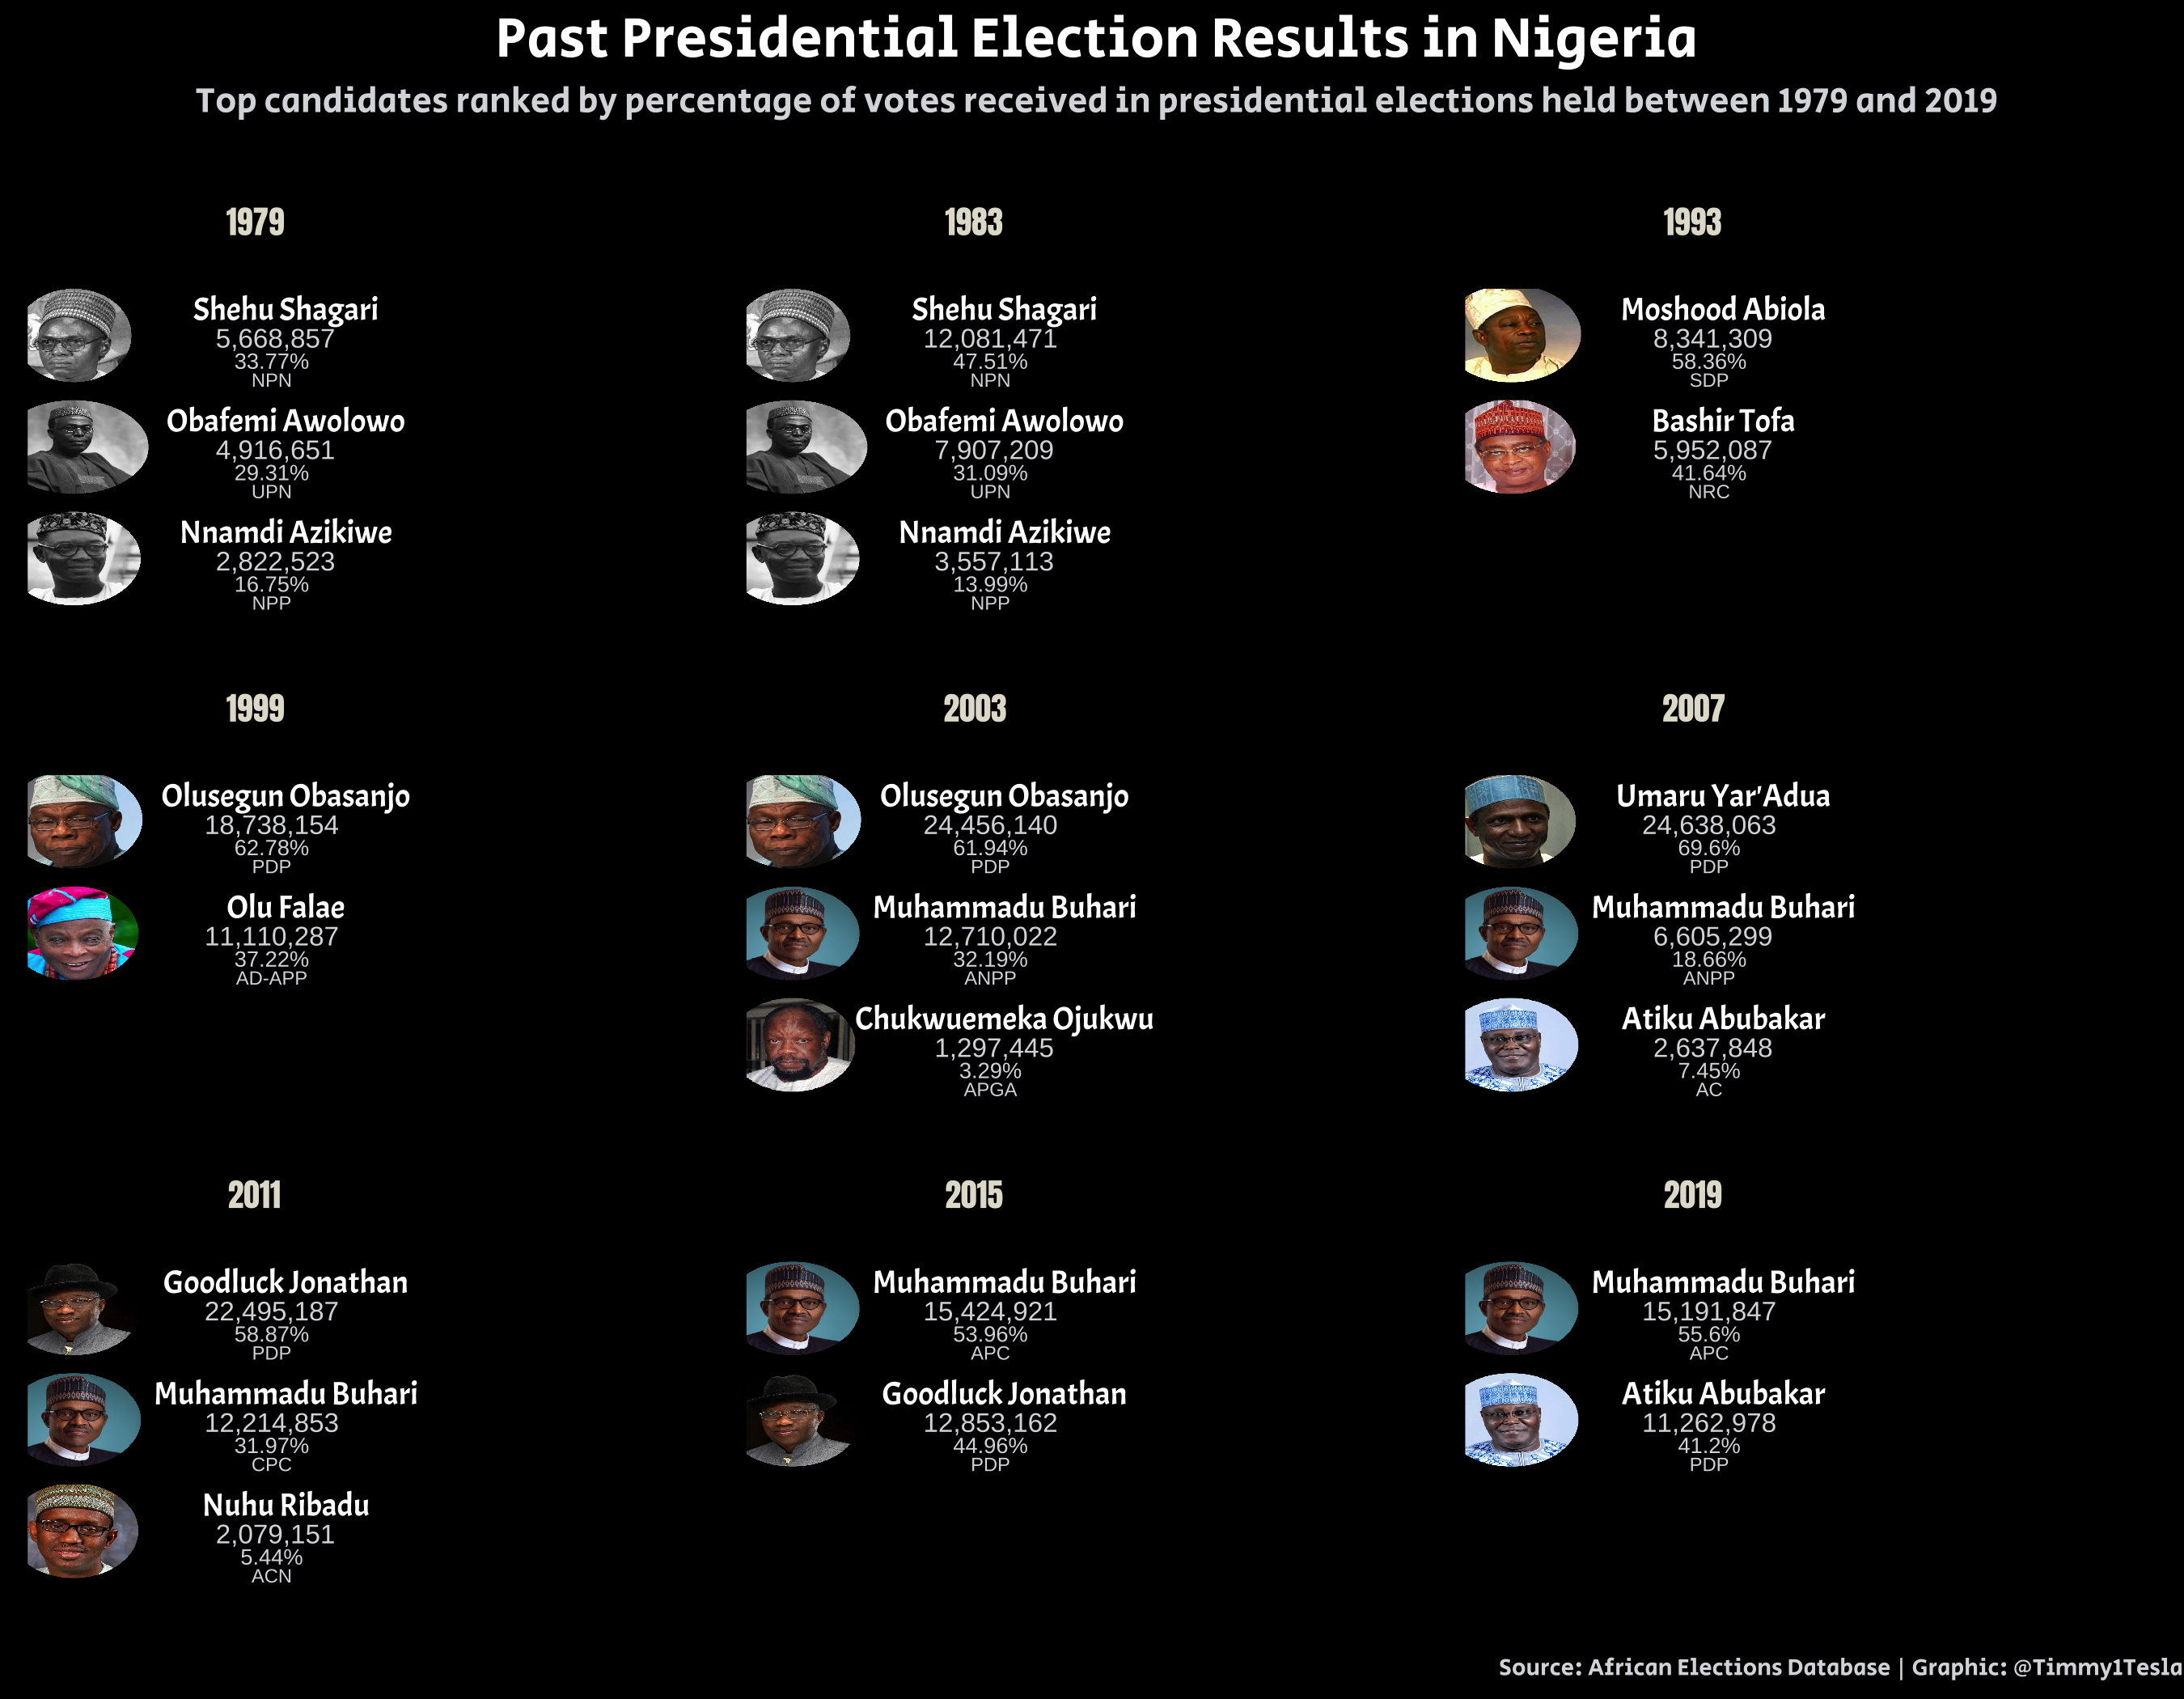 Past Presidential Election Results in Nigeria
Top candidates ranked by percentage of votes received in presidential elections held between 1979 and 2019
1979
Shehu Shagari
5,668,857
33.77%
NPN
Obafemi Awolowo
4,916,651
29.31%
UPN
Nnamdi Azikiwe
2,822,523
16.75%
NPP
1983
Shehu Shagari
12,081,471
47.51%
NPN
Obafemi Awolowo
7,907,209
31.09%
UPN
Nnamdi Azikiwe
3,557,113
13.99%
NPP
1993
Moshood Abiola
8,341,309
58.36%
SDP
Bashir Tofa
5,952,087
41.64%
NRC
1999
Olusegun Obasanjo
18,738,154
62.78%
PDP
Olu Falae
11,110,287
37.22%
AD-APP
2003
Olusegun Obasanjo
24,456,140
61.94%
PDP
Muhammadu Buhari
12,710,022
32.19%
ANPP
Chukwuemeka Ojukwu
1,297,445
3.29%
APGA
2007
Umaru Yar'Adua
24,638,063
69.6%
PDP
Muhammadu Buhari
6,605,299
18.66%
ANPP
Atiku Abubakar
2,637,848
7.45%
AC
2011
Goodluck Jonathan
22,495,187
58.87%
PDP
Muhammadu Buhari
12,214,853
31.97%
CPC
Nuhu Ribadu
2,079,151
5.44%
ACN
2015
Muhammadu Buhari
15,424,921
53.96%
APC
Goodluck Jonathan
12,853,162
44.96%
PDP
2019
Muhammadu Buhari
15,191,847
55.6%
APC
Atiku Abubakar
11,262,978
41.2%
PDP
Source: African Elections Database | Graphic: @Timmy1Tesla